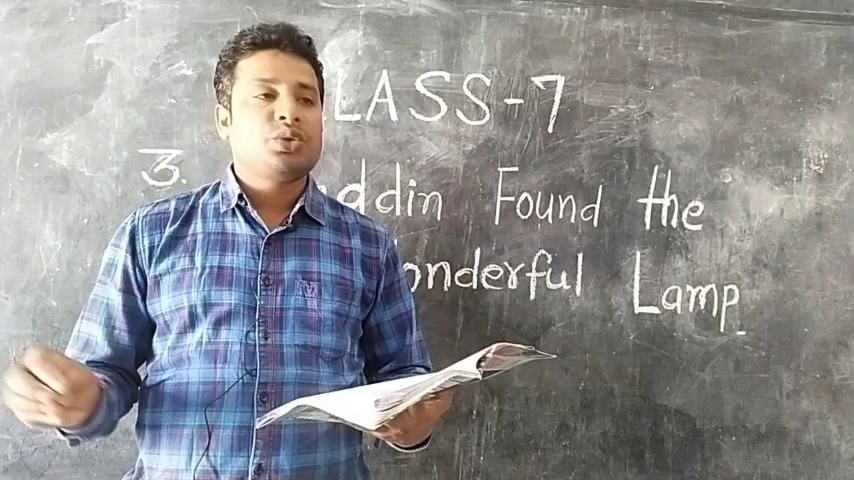 LASS-7
3. ddin Found the
onderful Lamp